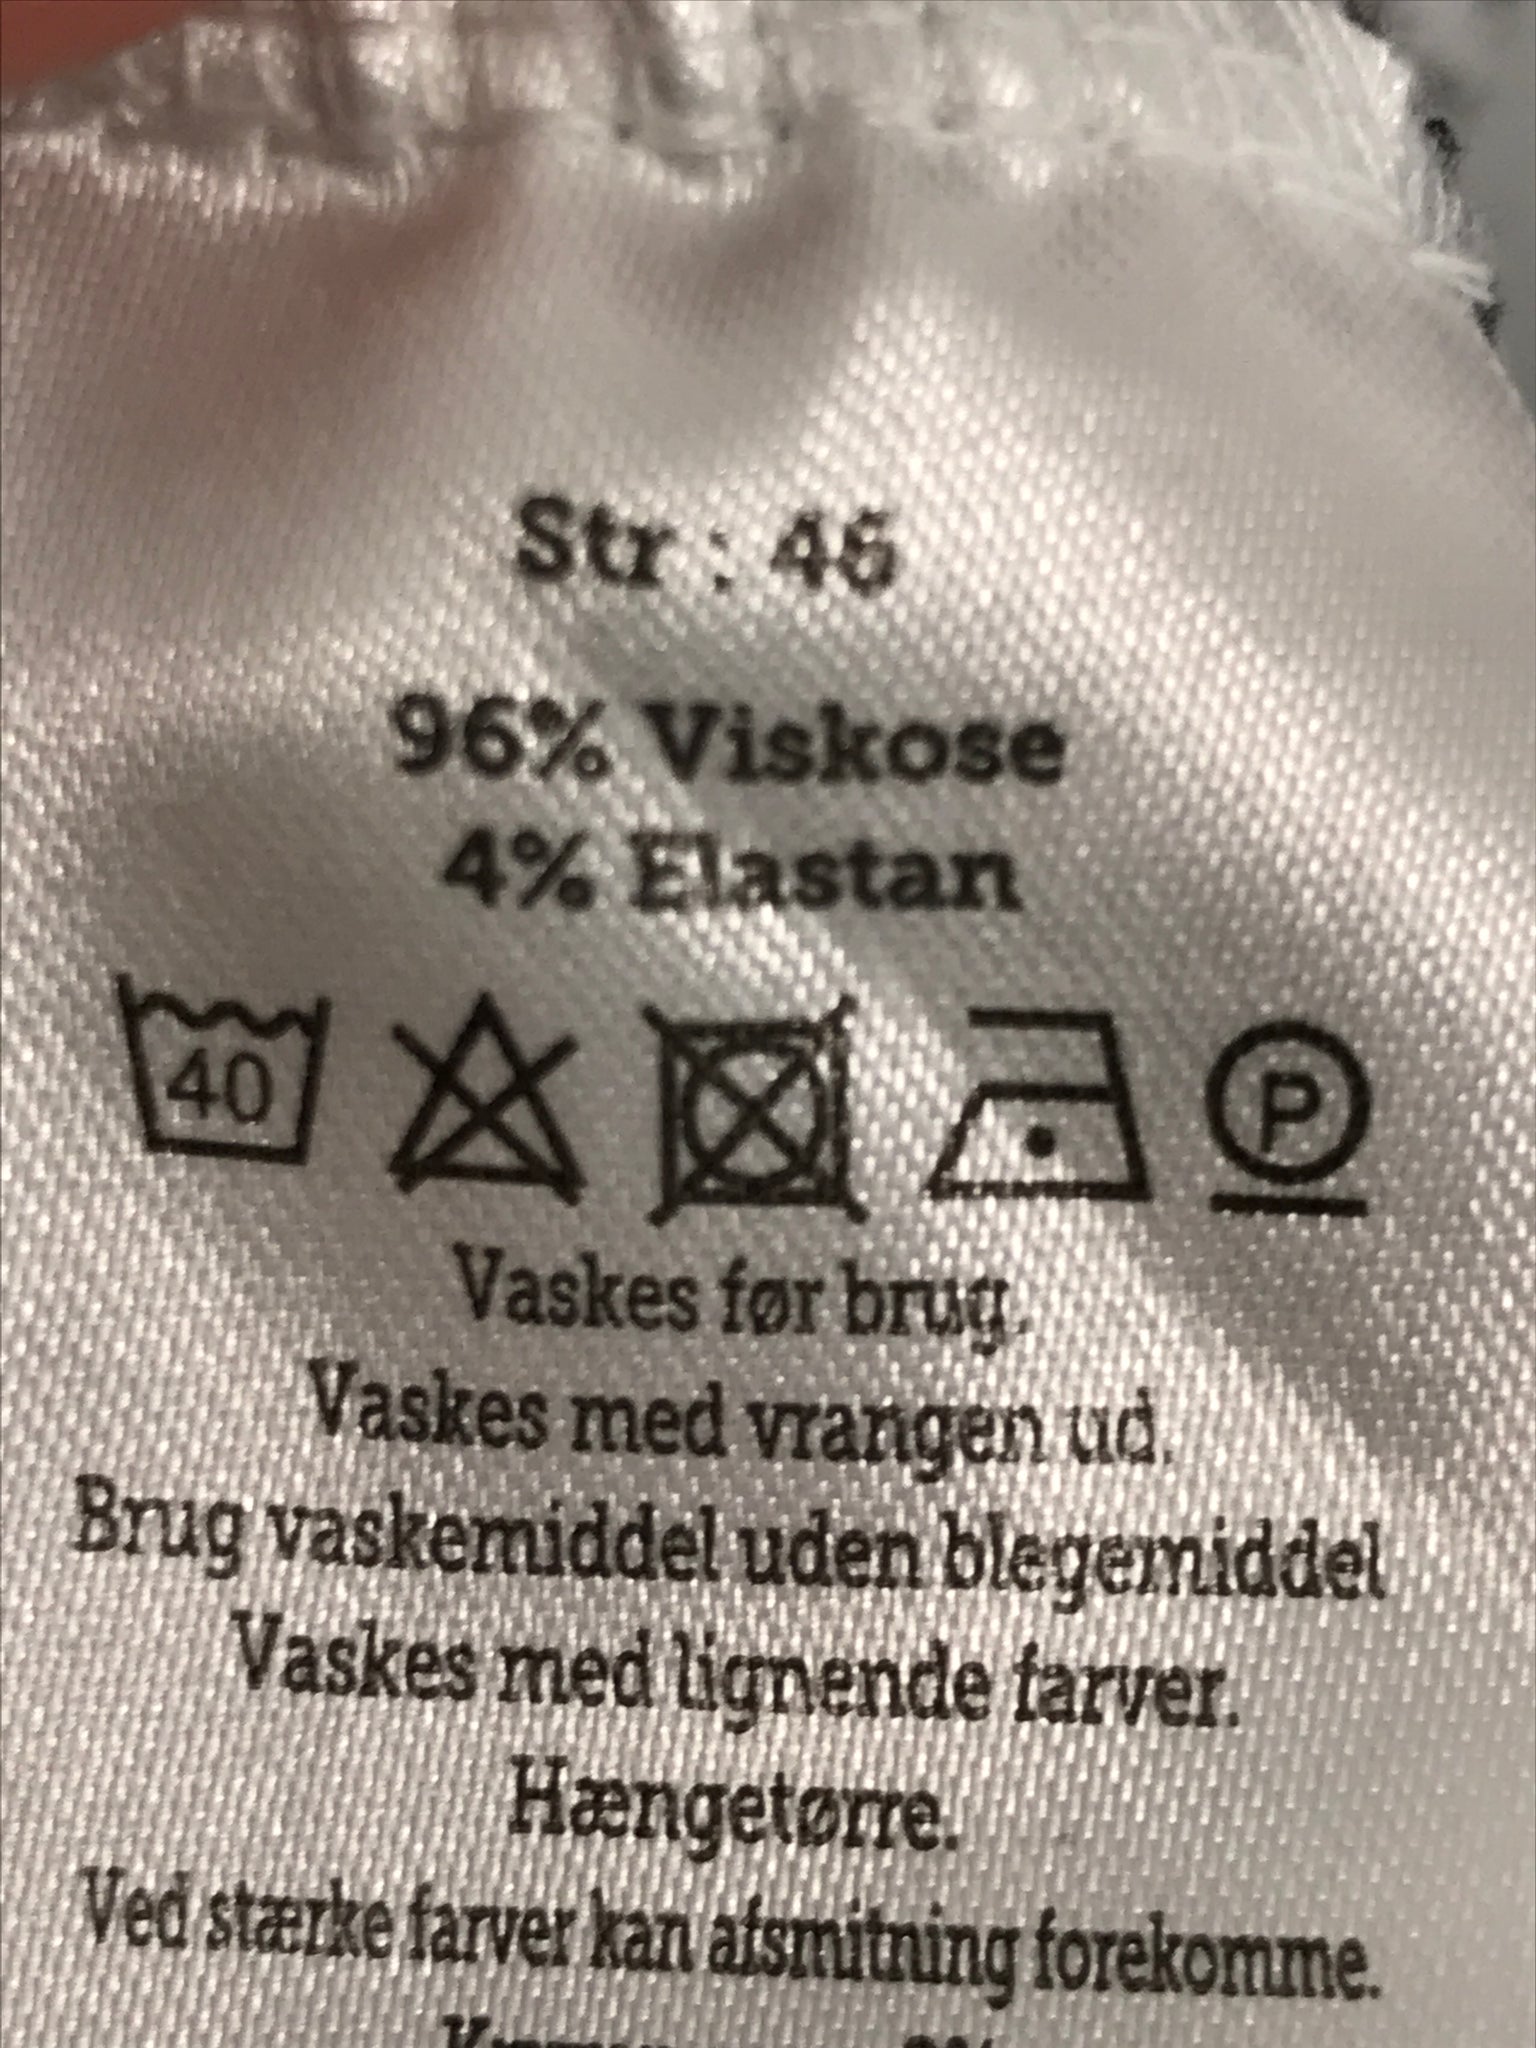 Str : 46
96% Viskose
4% Elastan
40 P
Vaskes før brug.
Vaskes med vrangen ud.
Brug vaskemiddel uden blegemiddel
Vaskes med lignende farver.
Hængetørre.
Ved stærke farver kan afsmitning forekomme.